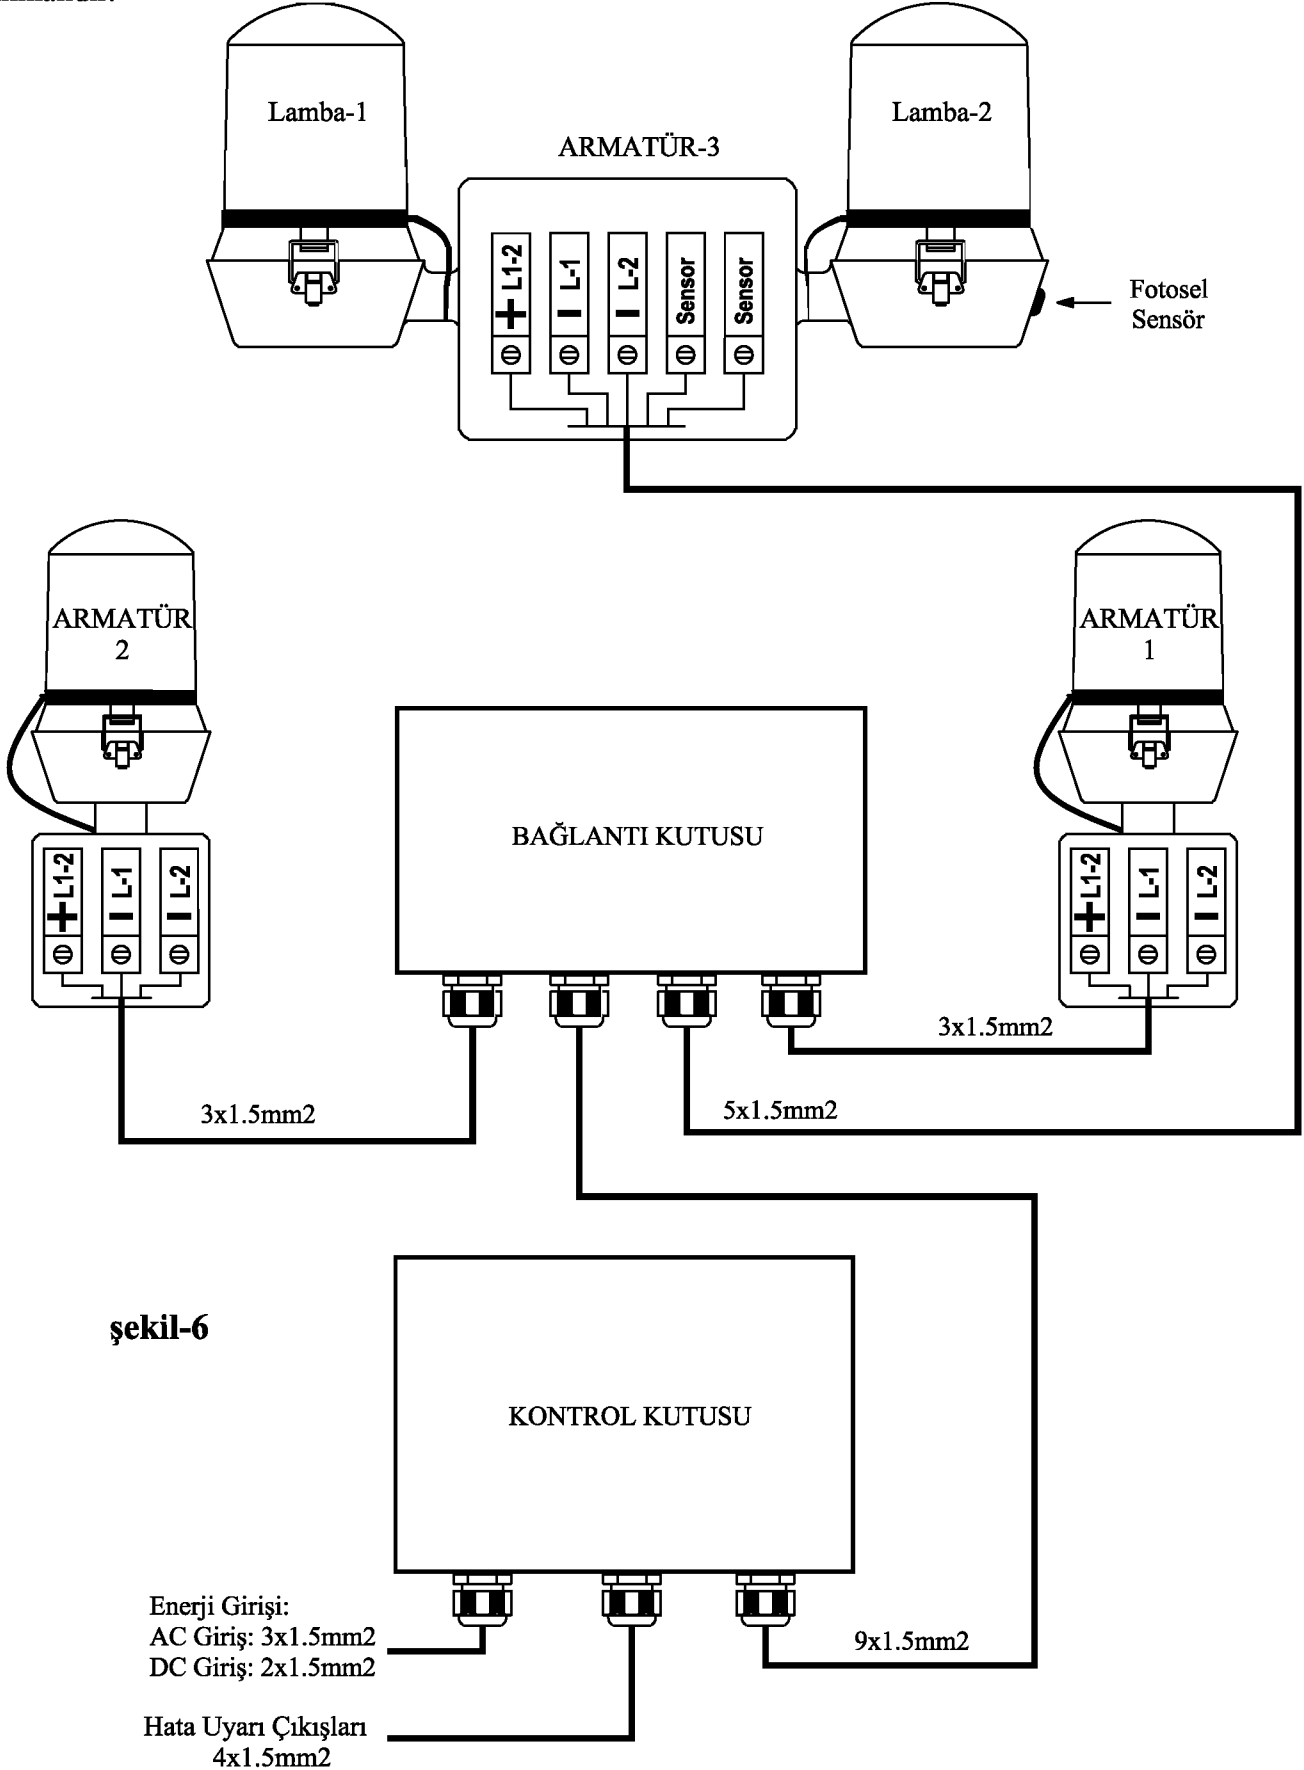 Lamba-1
Lamba-2
ARMATÜR-3
+ L1-2
- L-1
- L-2
Sensor
Sensor
Fotosel
Sensör
ARMATÜR
2
ARMATÜR
1
BAĞLANTI KUTUSU
+ L1-2
- L-1
- L-2
+ L1-2
- L-1
- L-2
3x1.5mm2
3x1.5mm2
5x1.5mm2
şekil-6
KONTROL KUTUSU
Enerji Girişi:
AC Giriş: 3x1.5mm2
DC Giriş: 2x1.5mm2
9x1.5mm2
Hata Uyarı Çıkışları
4x1.5mm2